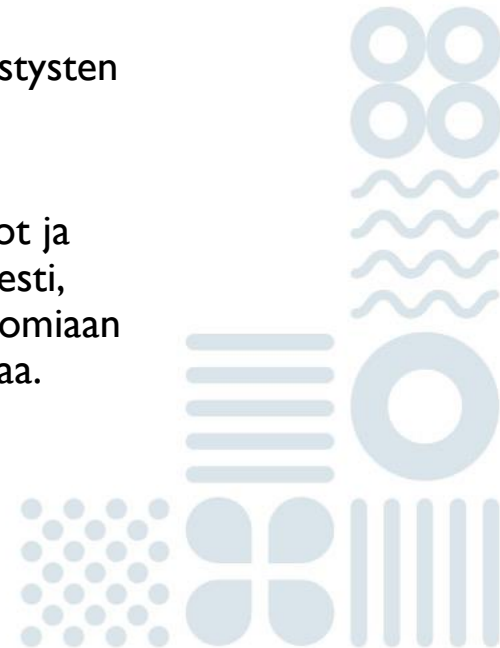 stysten
ot ja
esti,
omiaan
aa.